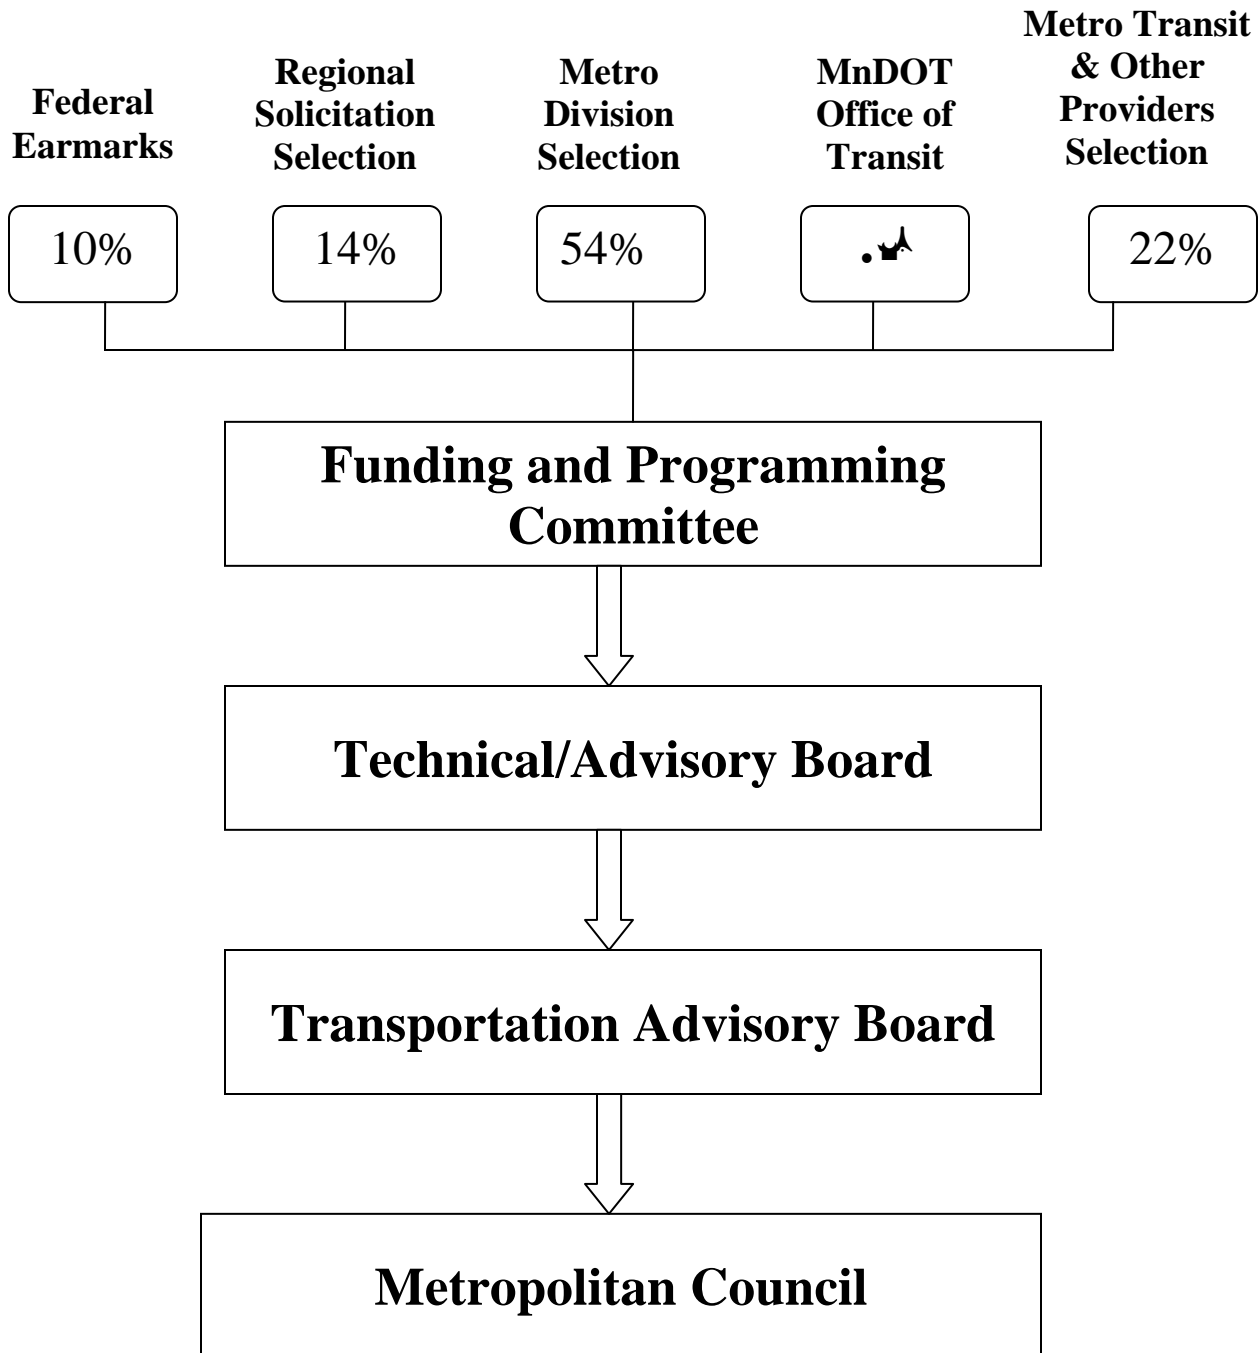 Federal
Earmarks
Regional
Solicitation
Selection
Metro
Division
Selection
MnDOT
Office of
Transit
Metro Transit
& Other
Providers
Selection
10%
14%
54%
22%
Funding and Programming
Committee
Technical/Advisory Board
Transportation Advisory Board
Metropolitan Council